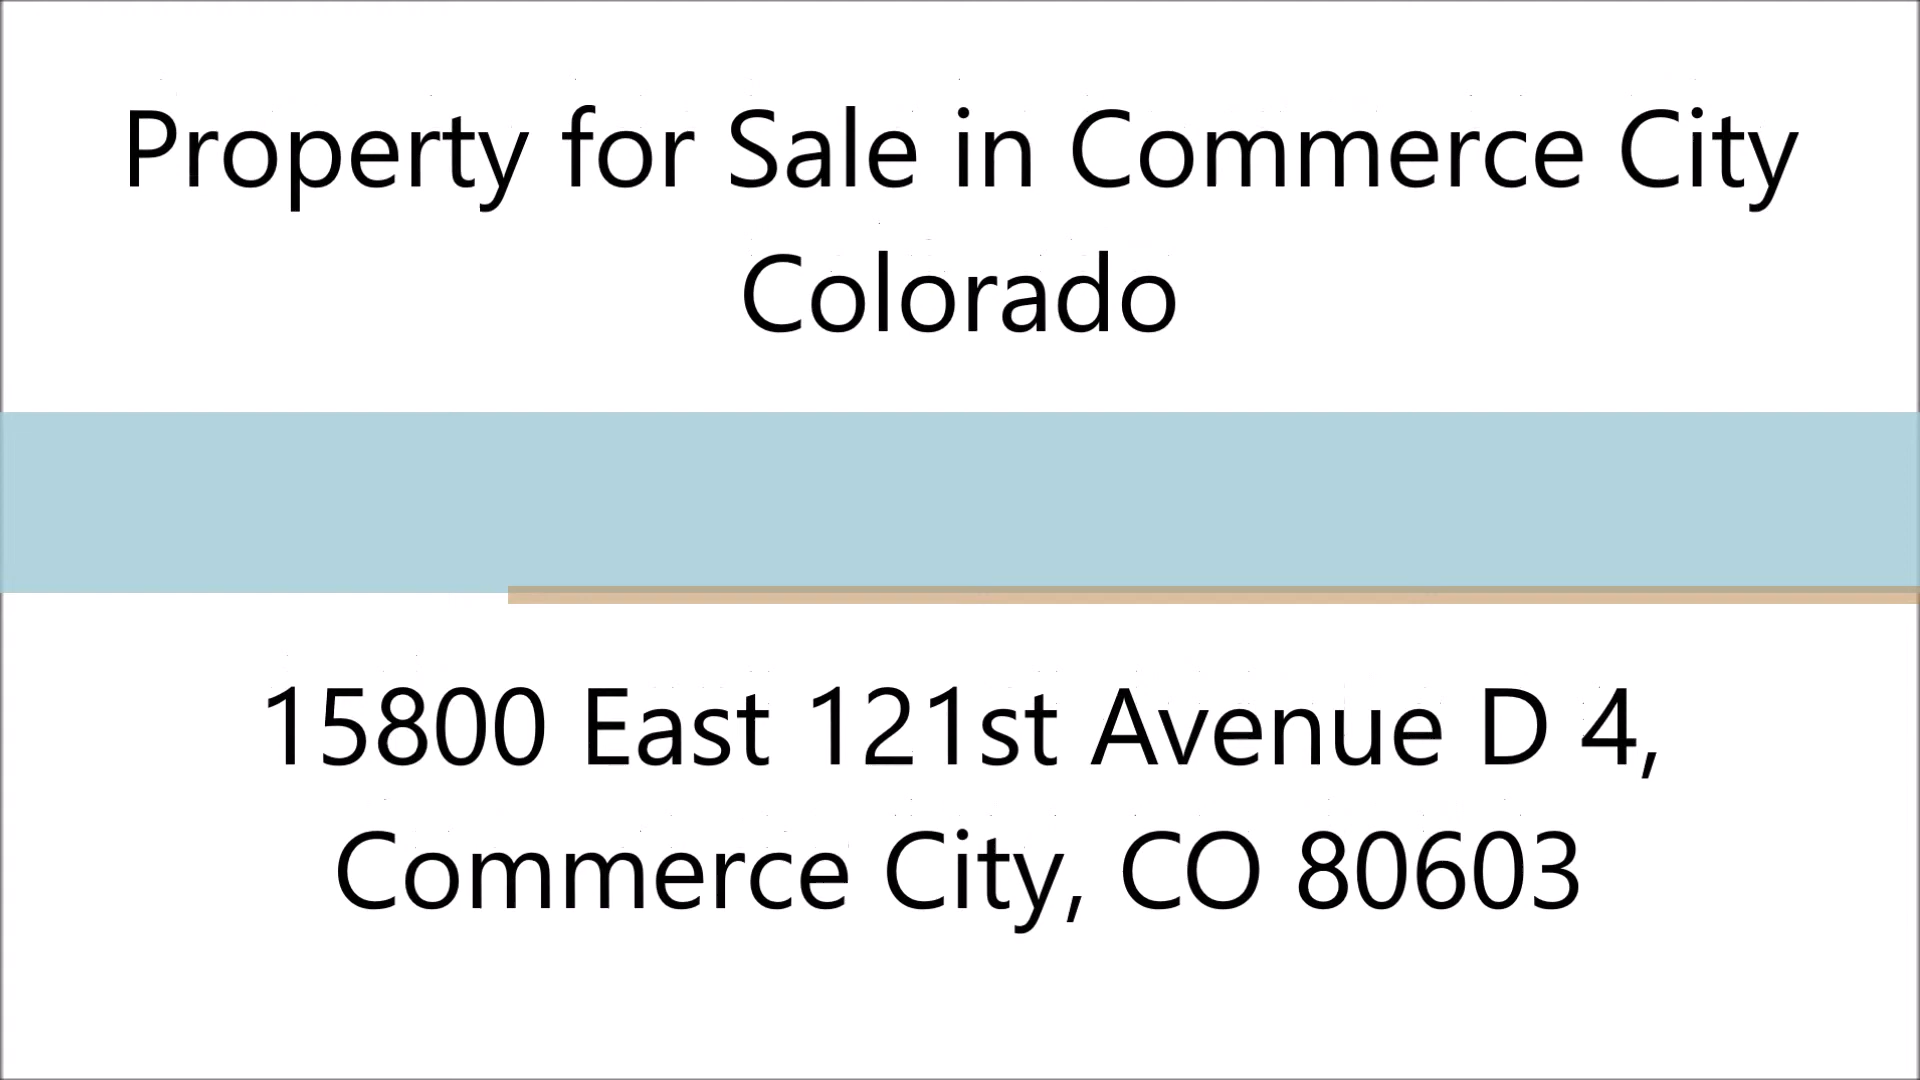 Property for Sale in Commerce City
Colorado
15800 East 121st Avenue D 4,
Commerce City, CO 80603